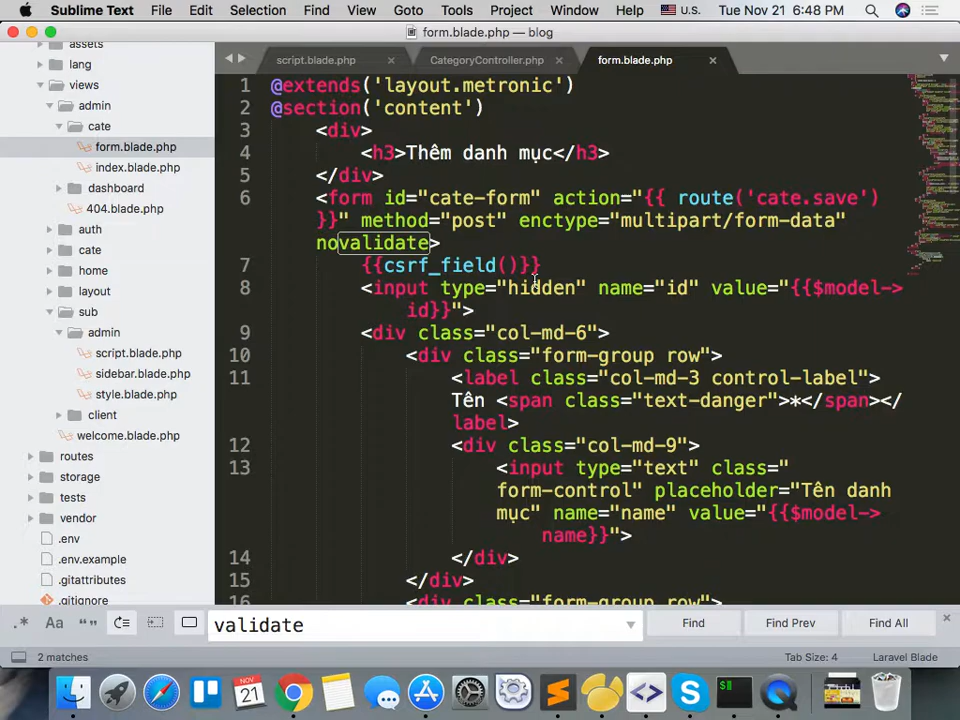 Sublime Text File Edit Selection Find View Goto Tools Project Window Help U.S. Tue Nov 21 6:48 PM
form.blade.php — blog
script.blade.php CategoryController.php form.blade.php
assets
lang
views
admin
cate
form.blade.php
index.blade.php
dashboard
404.blade.php
auth
cate
home
layout
sub
admin
script.blade.php
sidebar.blade.php
style.blade.php
client
welcome.blade.php
routes
storage
tests
vendor
.env
.env.example
.gitattributes
.gitignore
1 @extends('layout.metronic')
2 @section('content')
3 <div>
4 <h3>Thêm danh mục</h3>
5 </div>
6 <form id="cate-form" action="{{ route('cate.save')
}}" method="post" enctype="multipart/form-data"
novalidate>
7 {{csrf_field()}}
8 <input type="hidden" name="id" value="{{$model->
id}}">
9 <div class="col-md-6">
10 <div class="form-group row">
11 <label class="col-md-3 control-label">
Tên <span class="text-danger">*</span></
label>
12 <div class="col-md-9">
13 <input type="text" class="
form-control" placeholder="Tên danh
mục" name="name" value="{{$model->
name}}">
14 </div>
15 </div>
16 <div class="form-group row">
.* Aa “” validate Find Find Prev Find All
2 matches Tab Size: 4 Laravel Blade
NOV
21